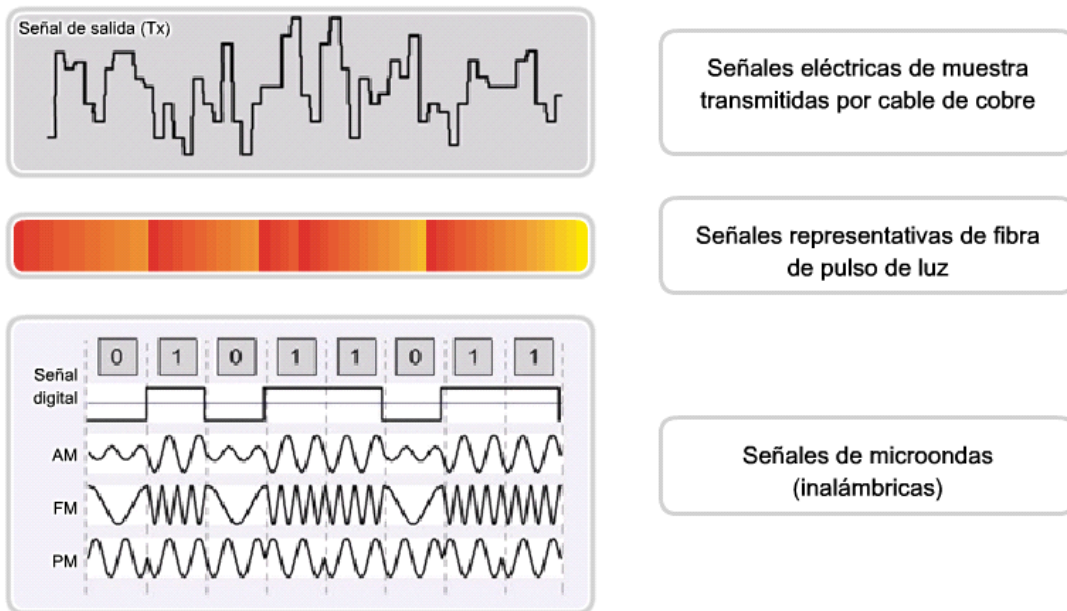 Señal de salida (Tx)
Señales eléctricas de muestra
transmitidas por cable de cobre
Señales representativas de fibra
de pulso de luz
0 1 0 1 1 0 1 1
Señal
digital
AM
FM
PM
Señales de microondas
(inalámbricas)